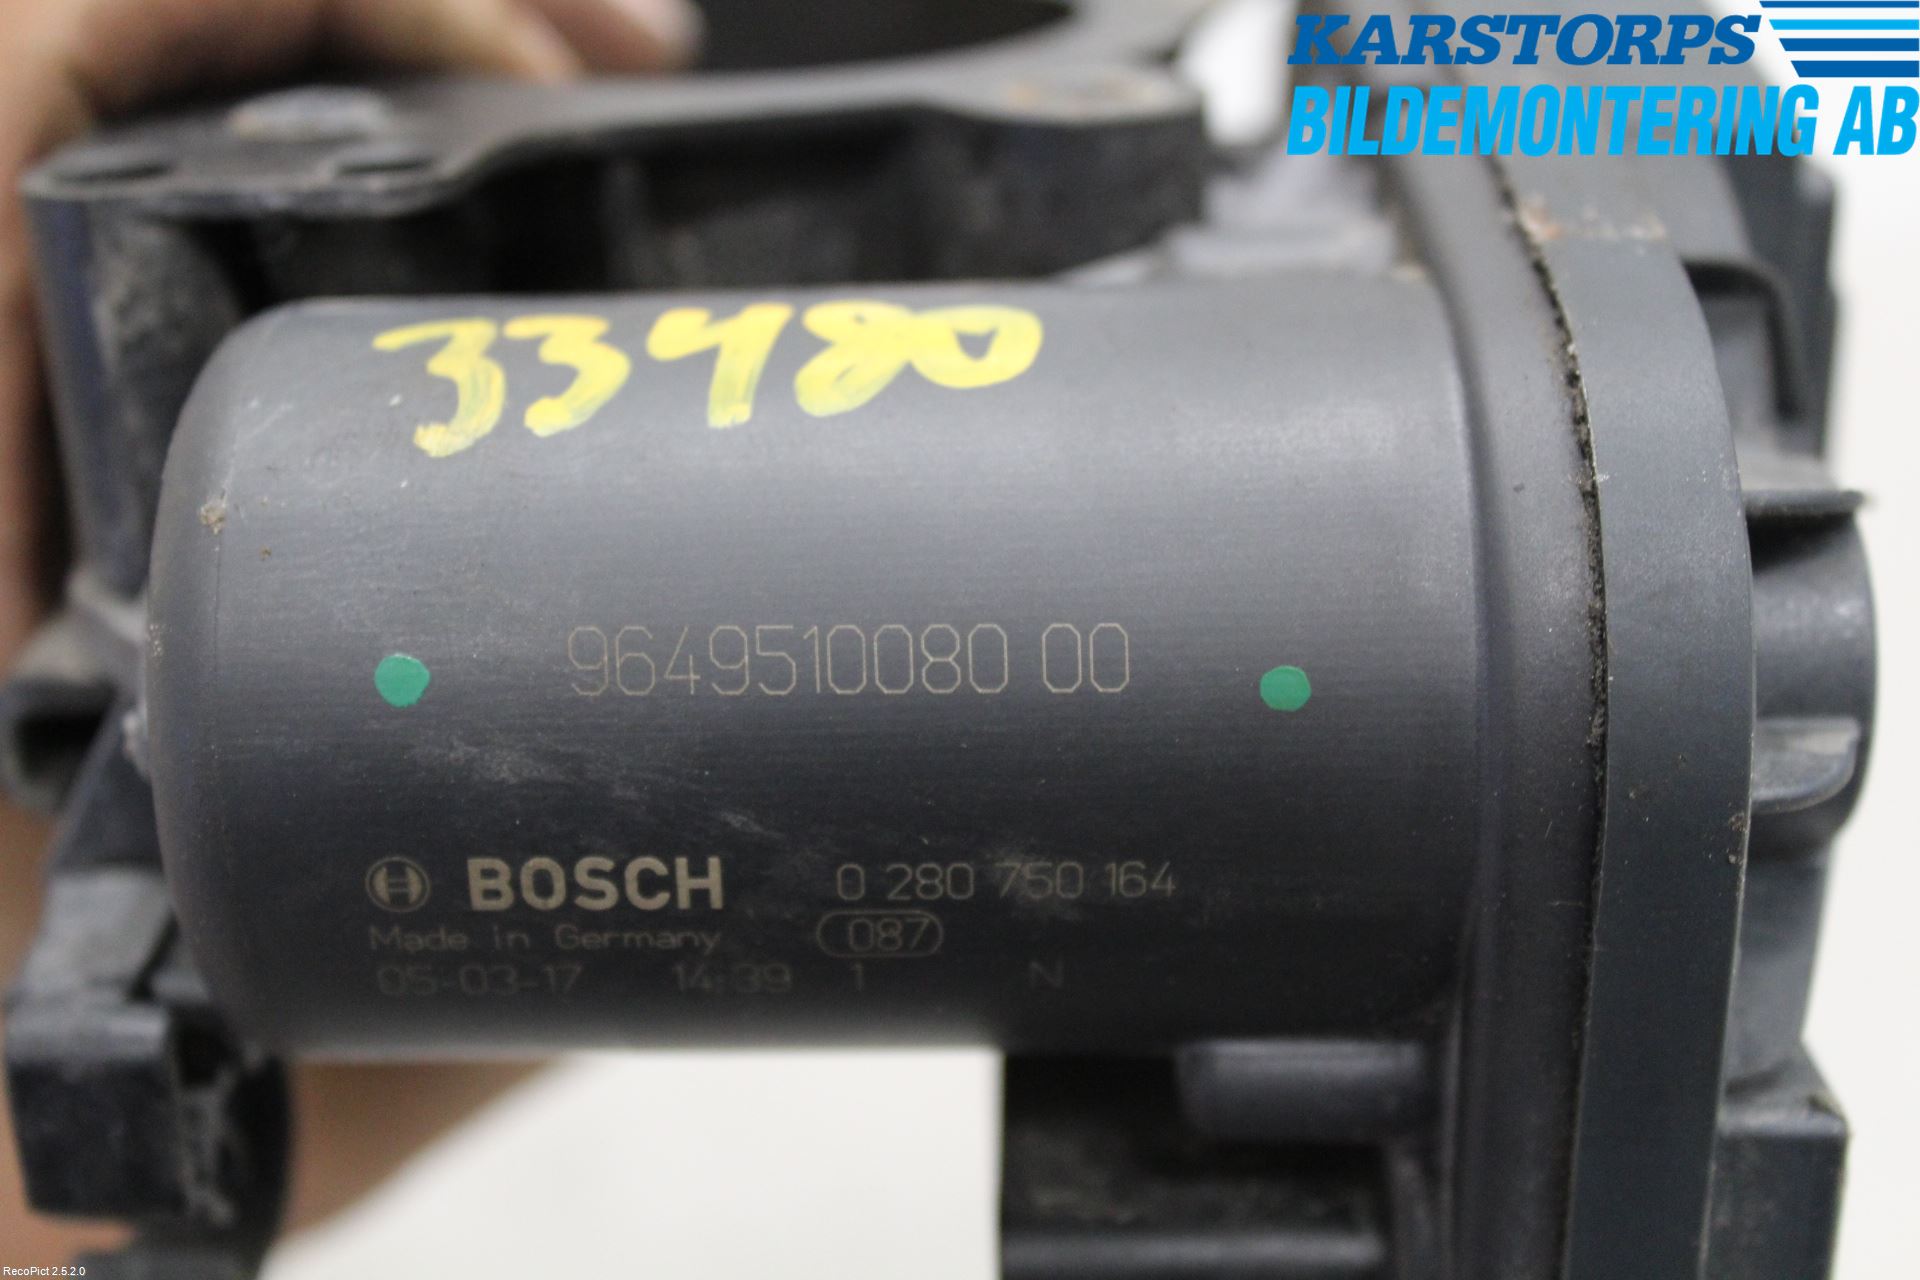 KARSTORPS
BILDEMONTERING AB
33480
9649510080 00
BOSCH 0 280 750 164
Made in Germany 087
05-03-17 14:39 1 N
RecoPict 2.5.2.0